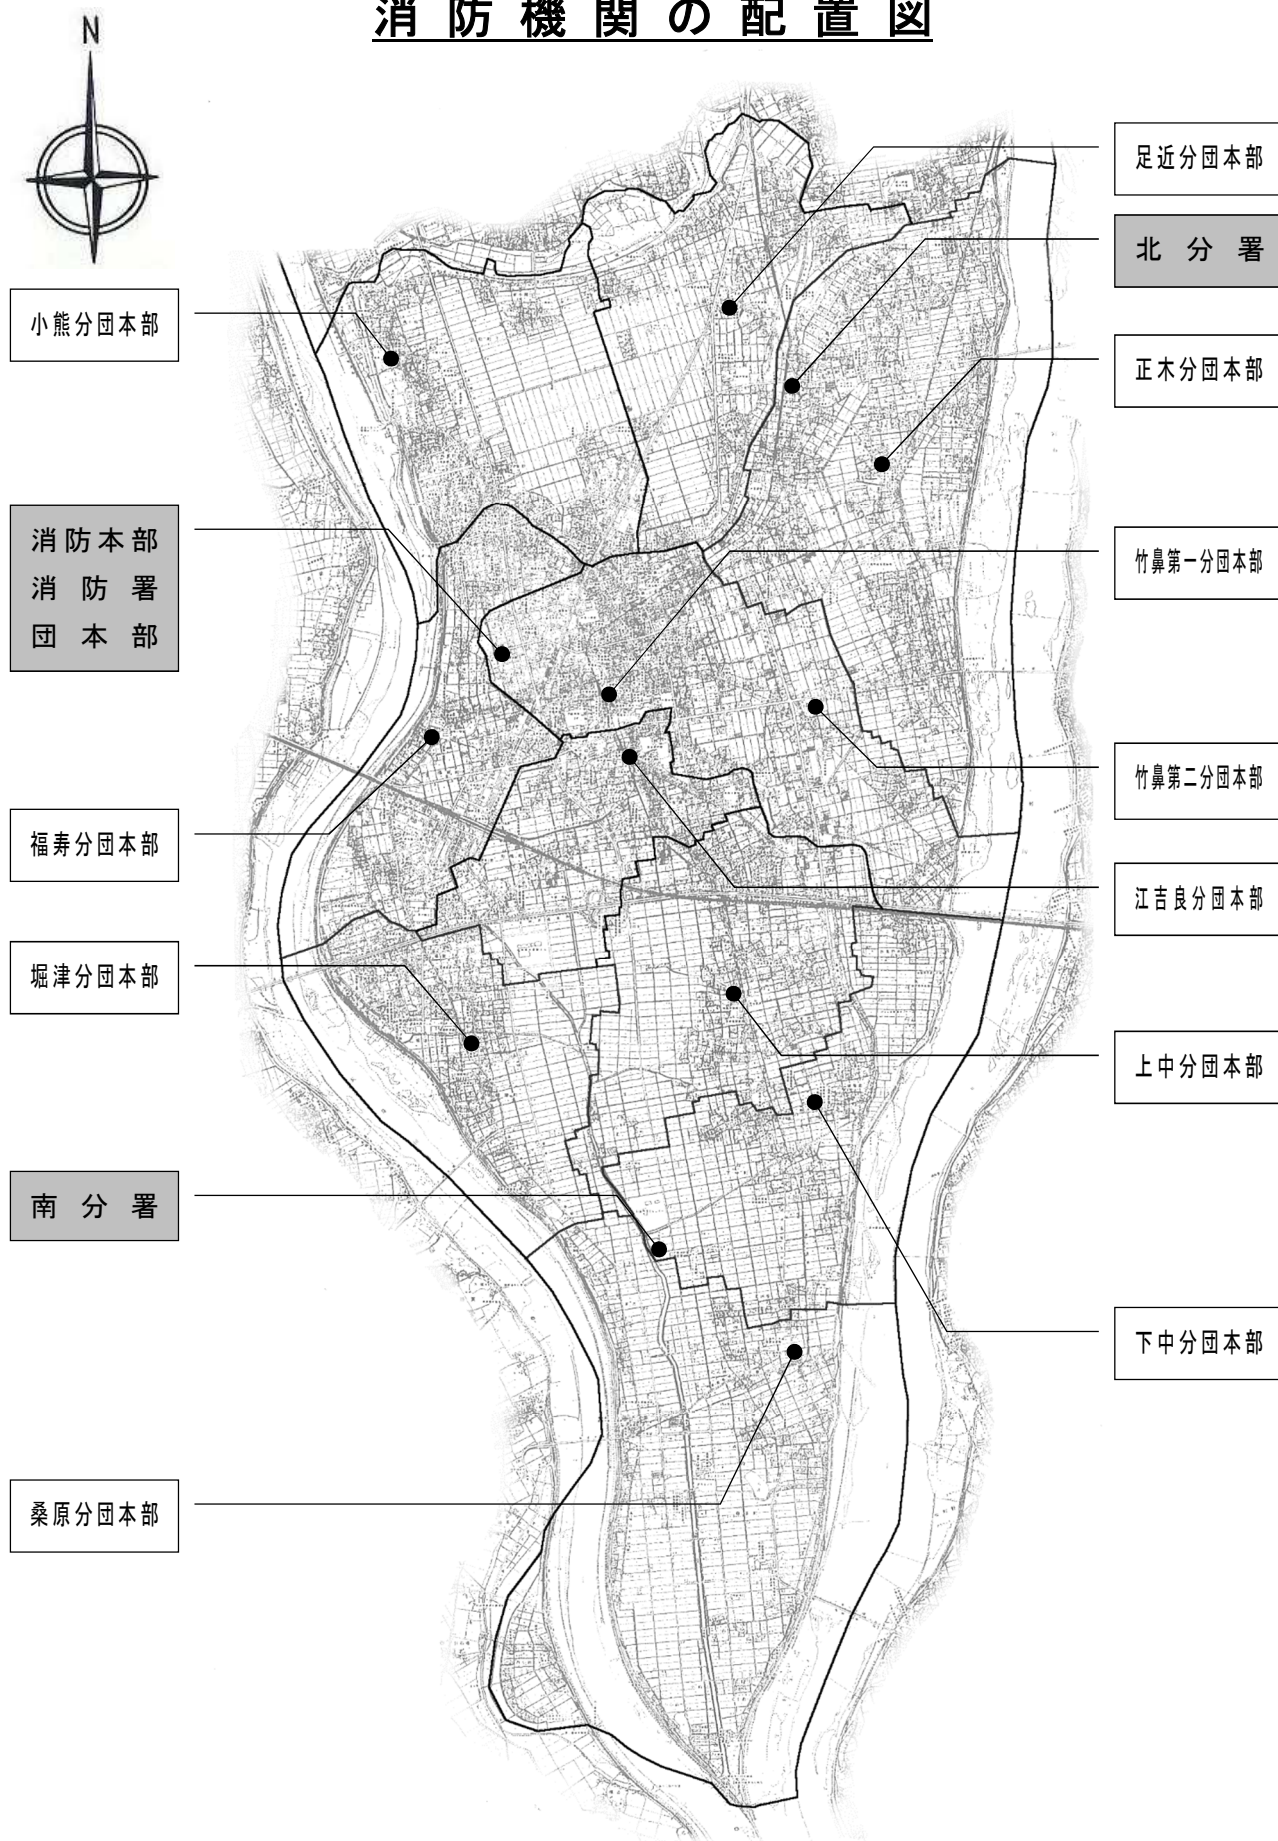 消防機関の配置図
N
足近分団本部
北分署
小熊分団本部
正木分団本部
消防本部
消防署
団本部
竹鼻第一分団本部
竹鼻第二分団本部
福寿分団本部
江吉良分団本部
堀津分団本部
上中分団本部
南分署
下中分団本部
桑原分団本部